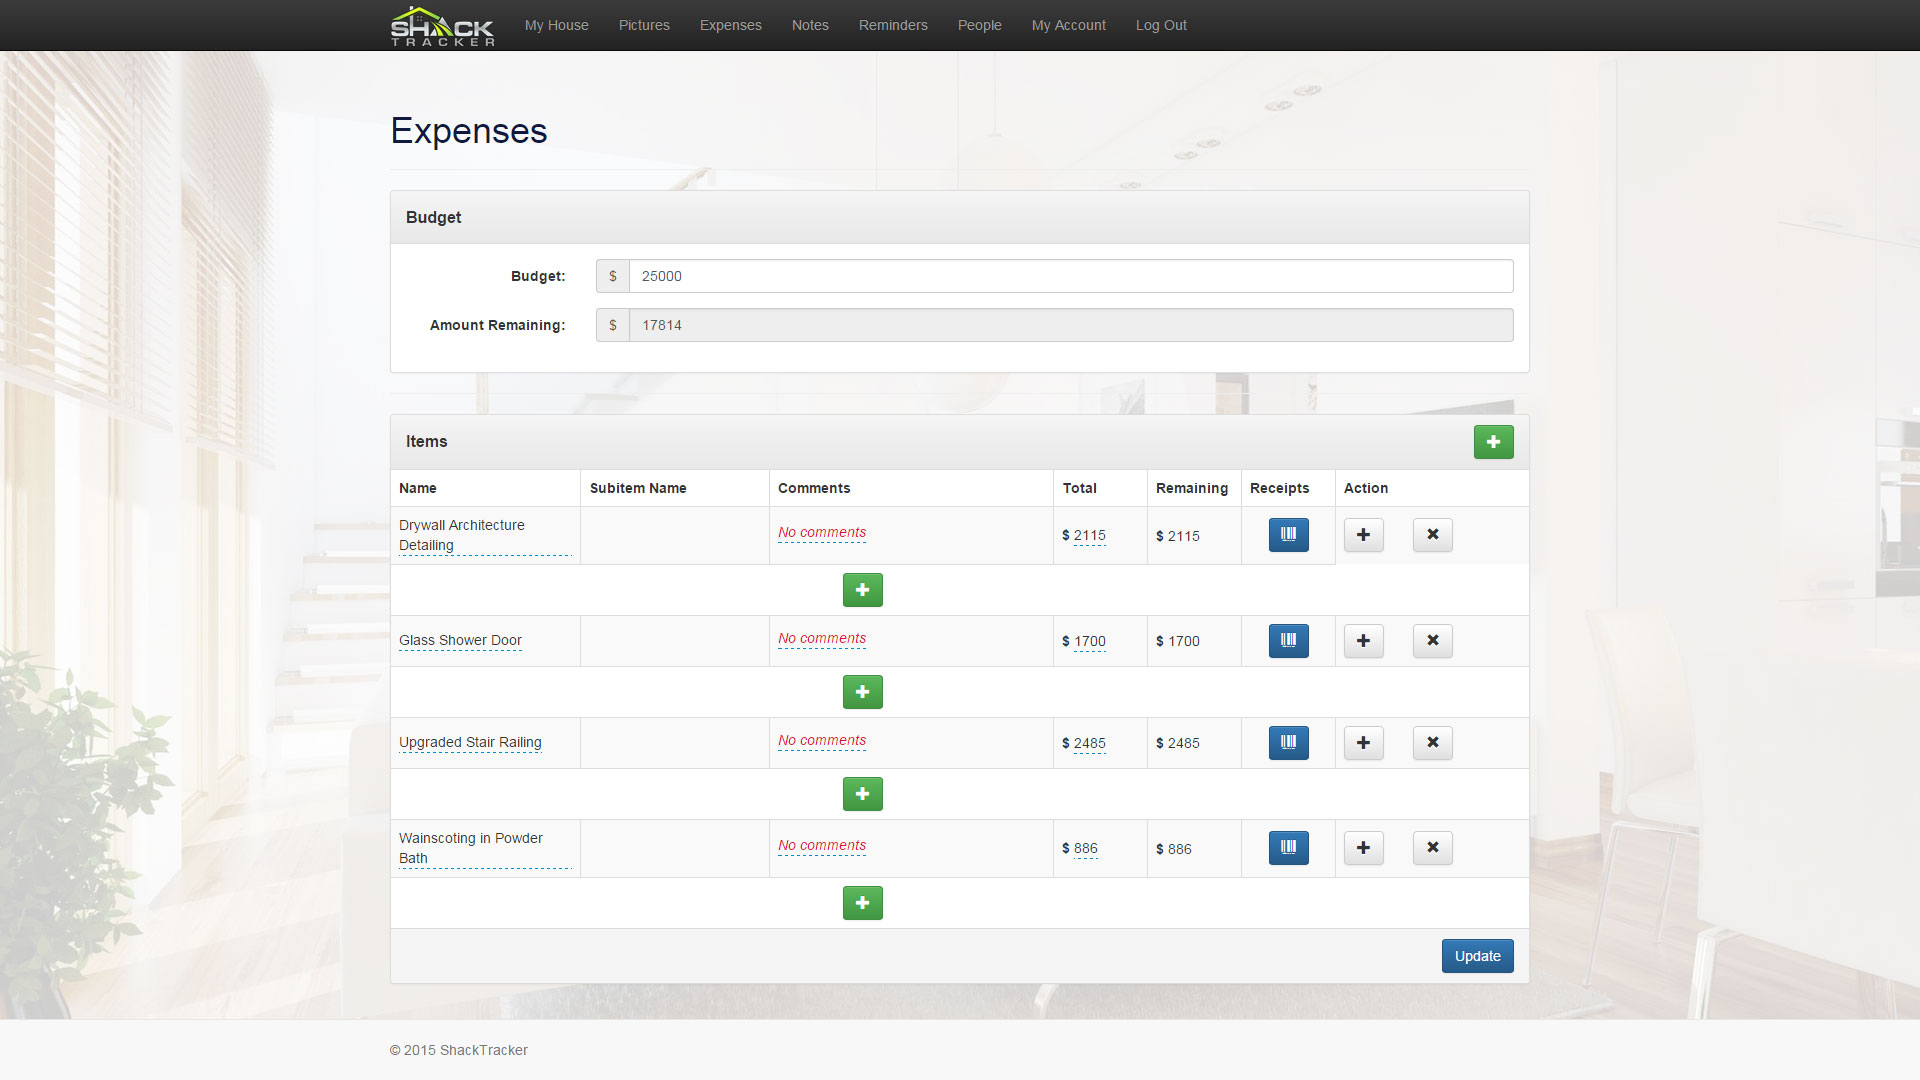 SHACK
TRACKER
My House Pictures Expenses Notes Reminders People My Account Log Out
Expenses
Budget
Budget: $ 25000
Amount Remaining: $ 17814
Items
Name Subitem Name Comments Total Remaining Receipts Action
Drywall Architecture
Detailing
No comments $ 2115 $ 2115
Glass Shower Door No comments $ 1700 $ 1700
Upgraded Stair Railing No comments $ 2485 $ 2485
Wainscoting in Powder
Bath
No comments $ 886 $ 886
Update
© 2015 ShackTracker